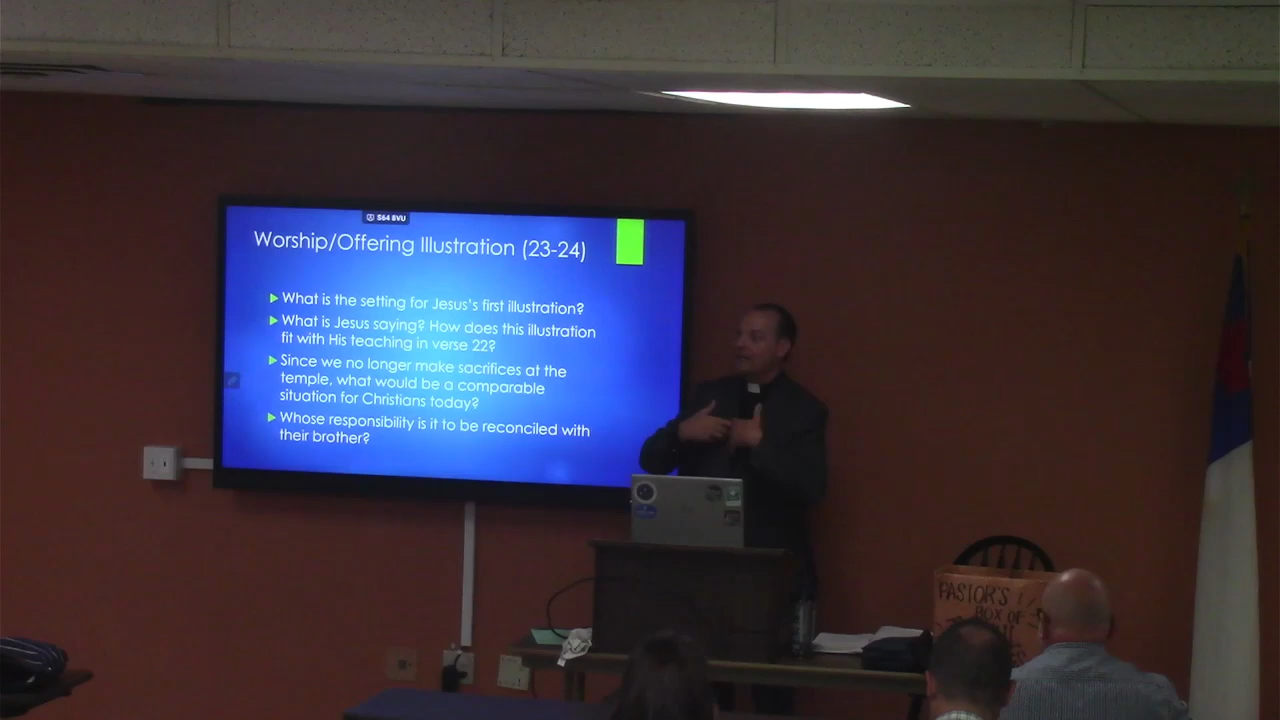 S64 8VU
Worship/Offering Illustration (23-24)
What is the setting for Jesus's first illustration?
What is Jesus saying? How does this illustration
fit with His teaching in verse 22?
Since we no longer make sacrifices at the
temple, what would be a comparable
situation for Christians today?
Whose responsibility is it to be reconciled with
their brother?
PASTOR'S
BOX OF